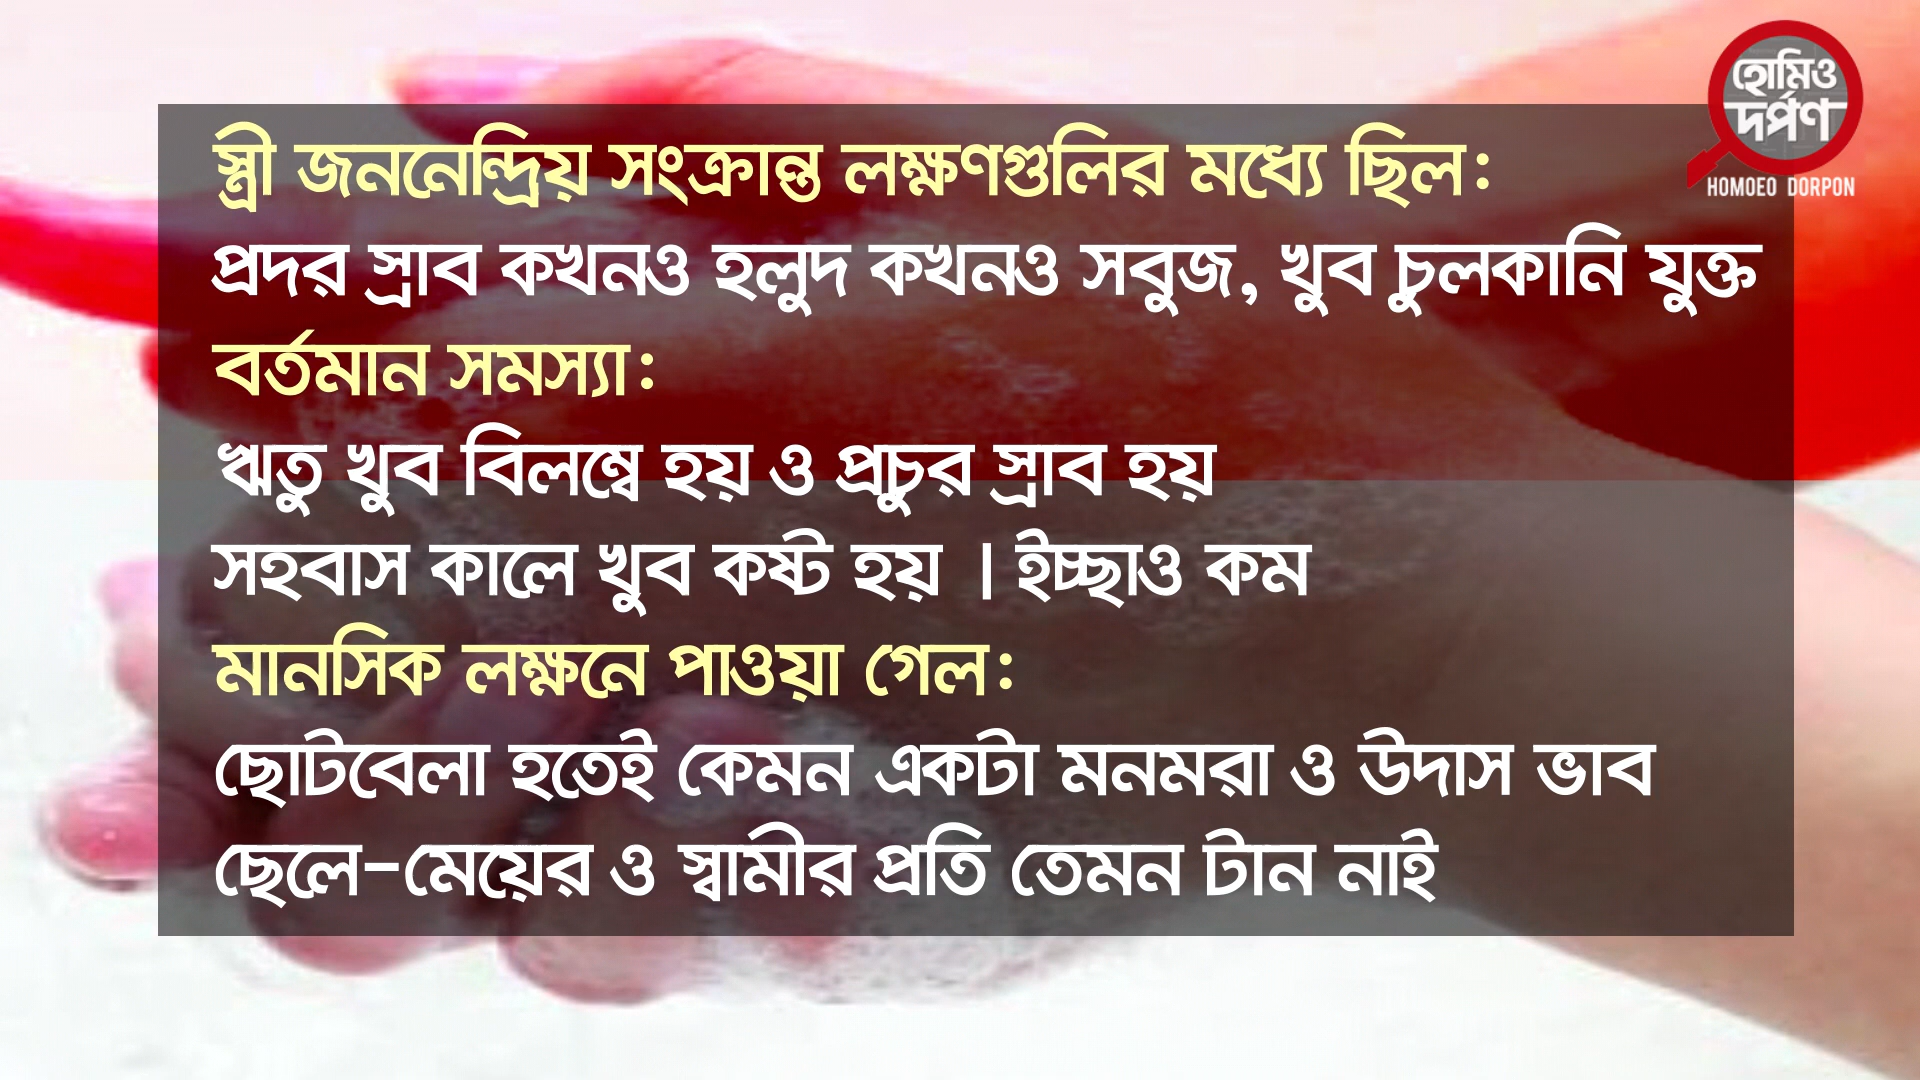 হোমিও
দর্পণ
HOMOEO DORPON
স্ত্রী জননেন্দ্রিয় সংক্রান্ত লক্ষণগুলির মধ্যে ছিল:
প্রদর স্রাব কখনও হলুদ কখনও সবুজ, খুব চুলকানি যুক্ত
বর্তমান সমস্যা:
ঋতু খুব বিলম্বে হয় ও প্রচুর স্রাব হয়
সহবাস কালে খুব কষ্ট হয় । ইচ্ছাও কম
মানসিক লক্ষনে পাওয়া গেল:
ছোটবেলা হতেই কেমন একটা মনমরা ও উদাস ভাব
ছেলে-মেয়ের ও স্বামীর প্রতি তেমন টান নাই